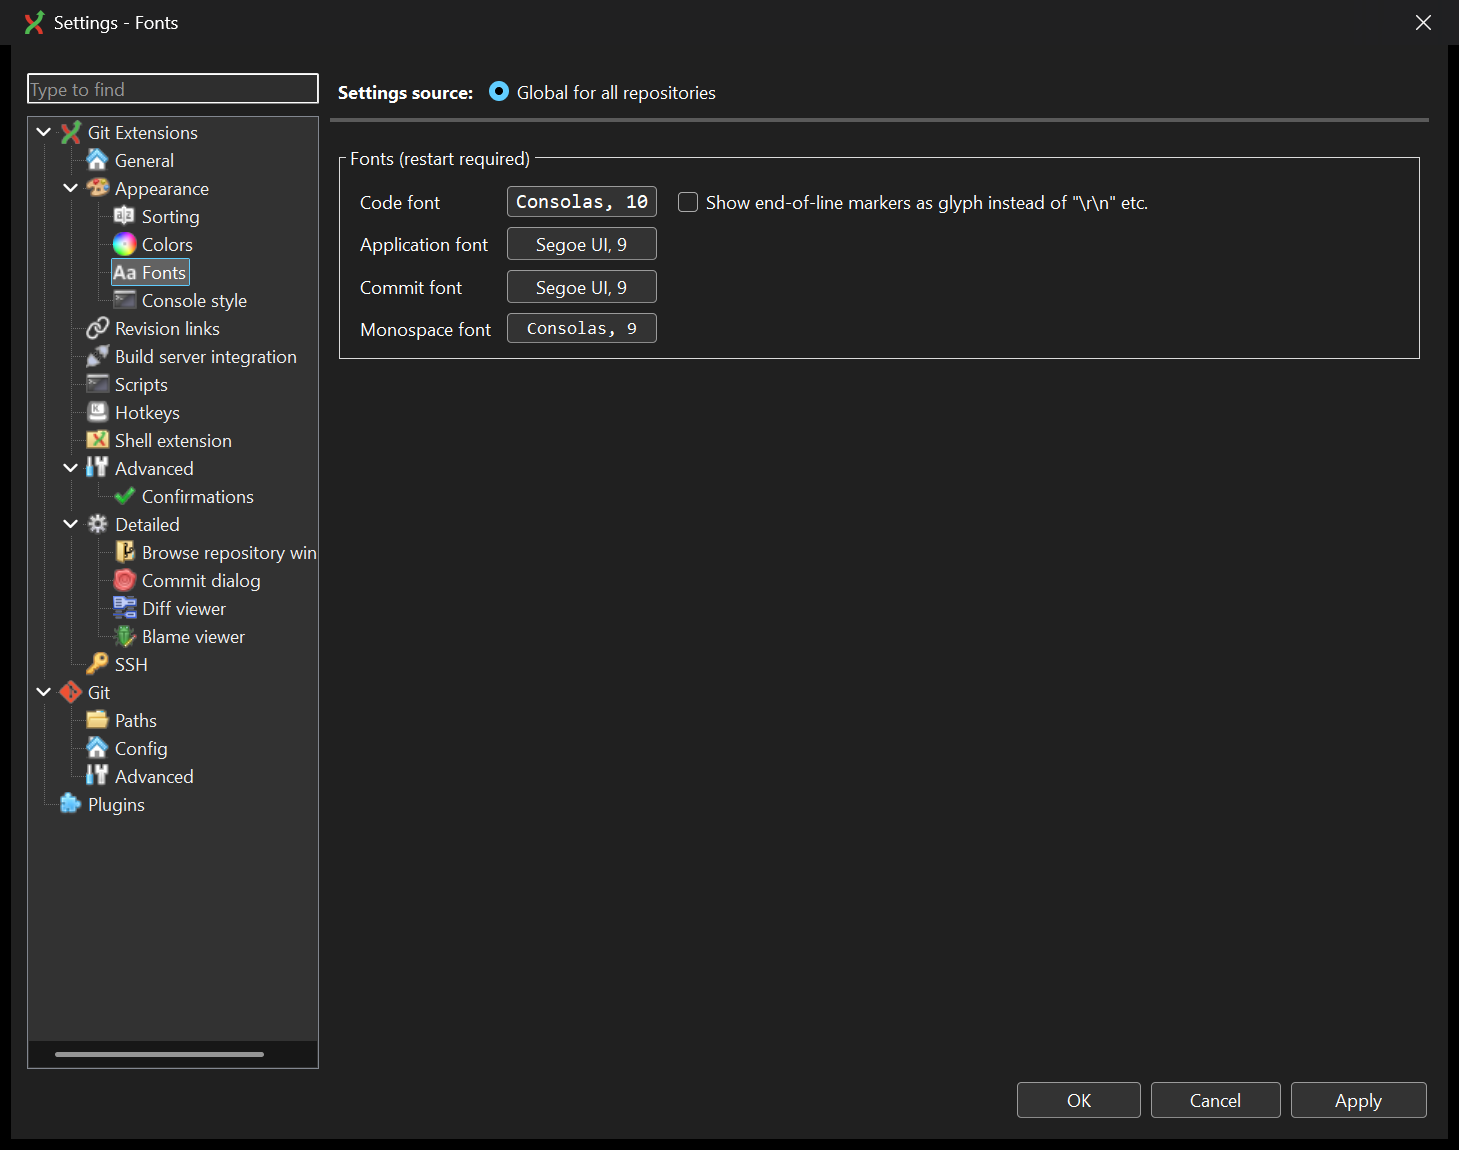 Settings - Fonts
Type to find
Git Extensions
General
Appearance
Sorting
Colors
Aa Fonts
Console style
Revision links
Build server integration
Scripts
Hotkeys
Shell extension
Advanced
Confirmations
Detailed
Browse repository win
Commit dialog
Diff viewer
Blame viewer
SSH
Git
Paths
Config
Advanced
Plugins
Settings source: Global for all repositories
Fonts (restart required)
Code font Consolas, 10 Show end-of-line markers as glyph instead of "\r\n" etc.
Application font Segoe UI, 9
Commit font Segoe UI, 9
Monospace font Consolas, 9
OK Cancel Apply